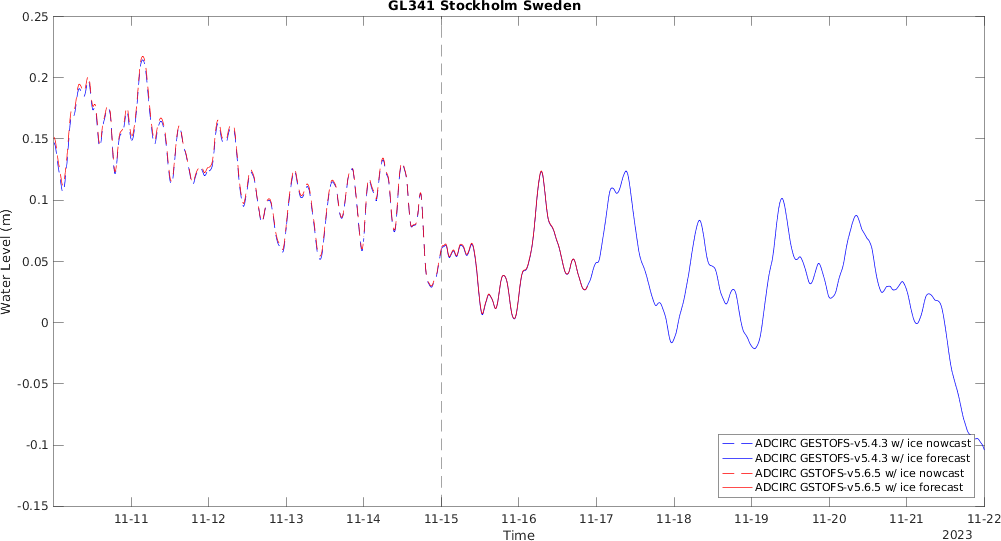 GL341 Stockholm Sweden
0.25
0.2
0.15
0.1
0.05
0
-0.05
-0.1
-0.15
Water Level (m)
ADCIRC GESTOFS-v5.4.3 w/ ice nowcast
ADCIRC GESTOFS-v5.4.3 w/ ice forecast
ADCIRC GSTOFS-v5.6.5 w/ ice nowcast
ADCIRC GSTOFS-v5.6.5 w/ ice forecast
11-11 11-12 11-13 11-14 11-15 11-16 11-17 11-18 11-19 11-20 11-21 11-22
Time
2023